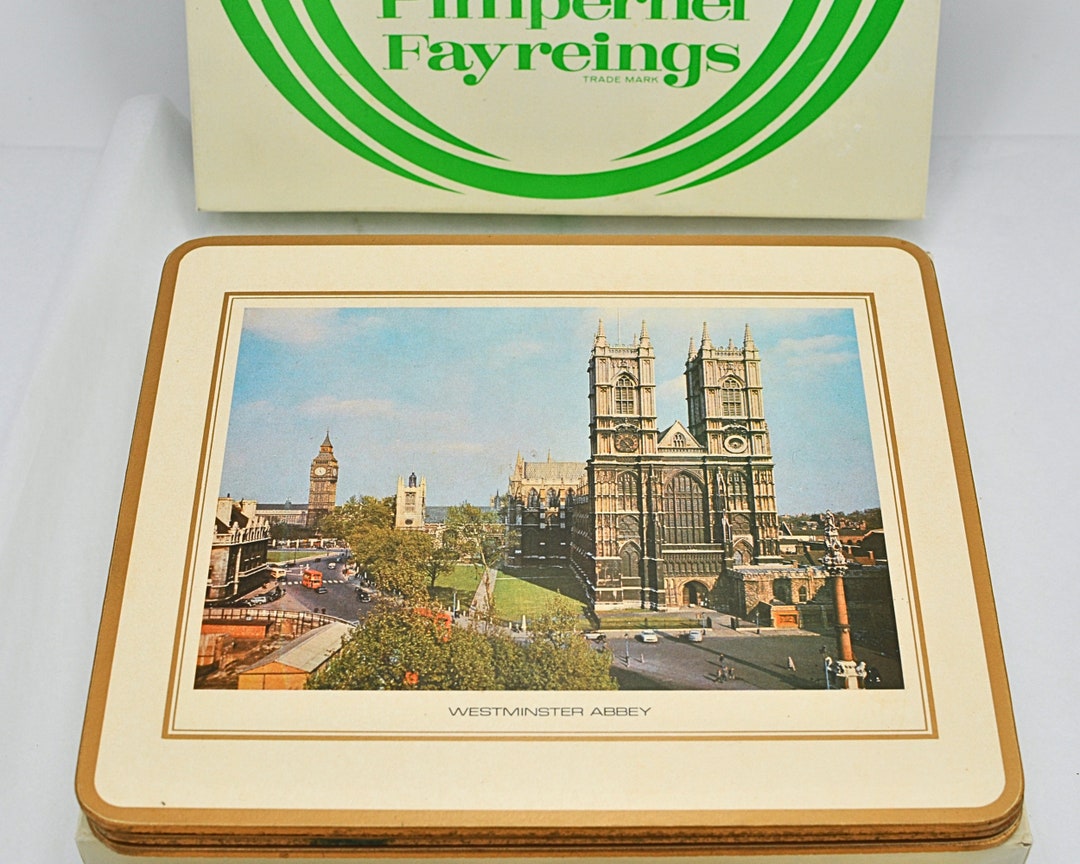 Pimpernel
Fayreings
TRADE MARK
WESTMINSTER ABBEY